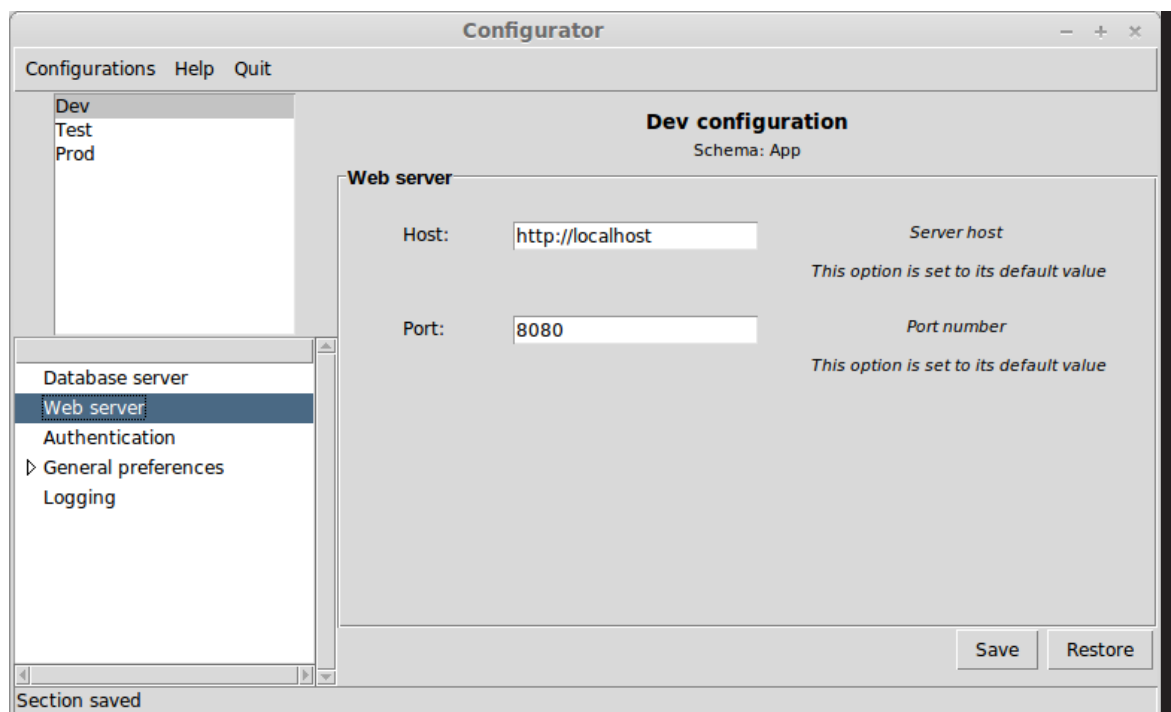 Configurator
Configurations Help Quit
Dev
Test
Prod
Dev configuration
Schema: App
Web server
Host: http://localhost Server host
This option is set to its default value
Port: 8080 Port number
This option is set to its default value
Database server
Web server
Authentication
General preferences
Logging
Save Restore
Section saved